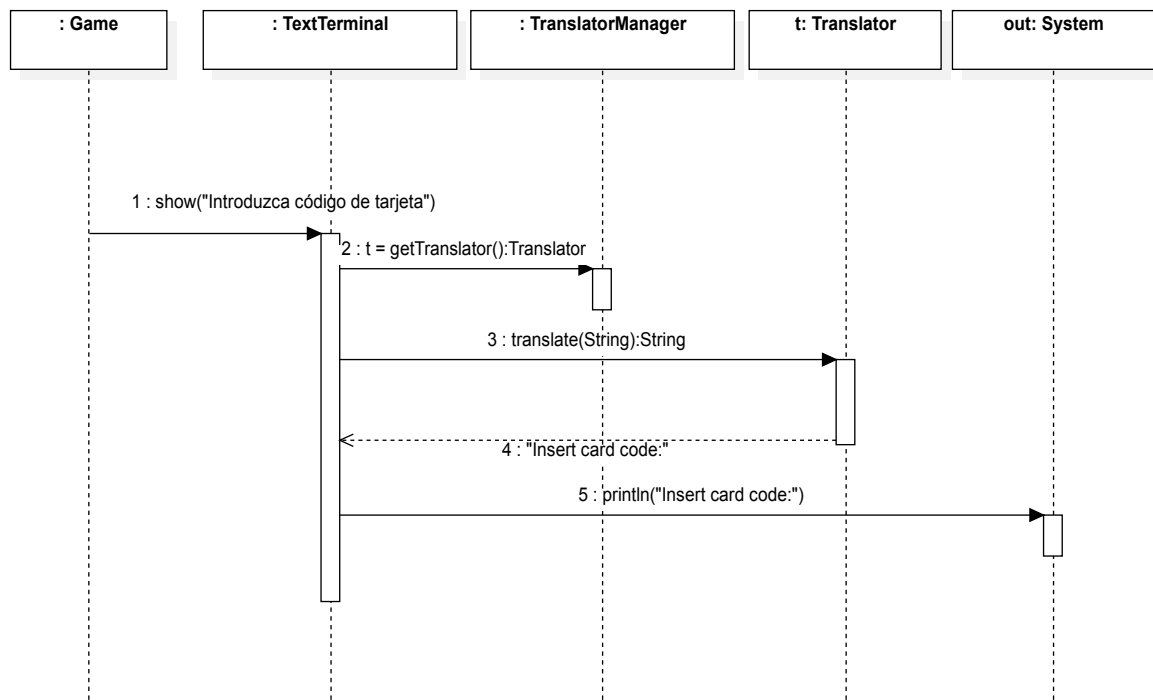 : Game
: TextTerminal
: TranslatorManager
t: Translator
out: System
1 : show("Introduzca código de tarjeta")
2 : t = getTranslator():Translator
3 : translate(String):String
4 : "Insert card code:"
5 : println("Insert card code:")